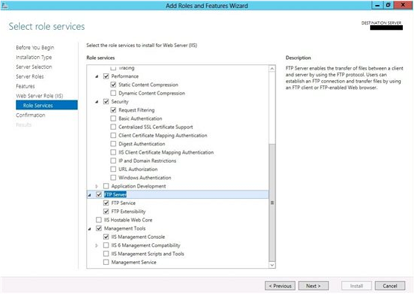 Add Roles and Features Wizard
Select role services
DESTINATION SERVER
Before You Begin
Installation Type
Server Selection
Server Roles
Features
Web Server Role (IIS)
Role Services
Confirmation
Results
Select the role services to install for Web Server (IIS)
Role services
Tracing
Performance
Static Content Compression
Dynamic Content Compression
Security
Request Filtering
Basic Authentication
Centralized SSL Certificate Support
Client Certificate Mapping Authentication
Digest Authentication
IIS Client Certificate Mapping Authentication
IP and Domain Restrictions
URL Authorization
Windows Authentication
Application Development
FTP Server
FTP Service
FTP Extensibility
IIS Hostable Web Core
Management Tools
IIS Management Console
IIS 6 Management Compatibility
IIS Management Scripts and Tools
Management Service
Description
FTP Server enables the transfer of files between a
client and server by using the FTP protocol. Users can
establish an FTP connection and transfer files by using
an FTP client or FTP-enabled Web browser.
< Previous
Next >
Install
Cancel